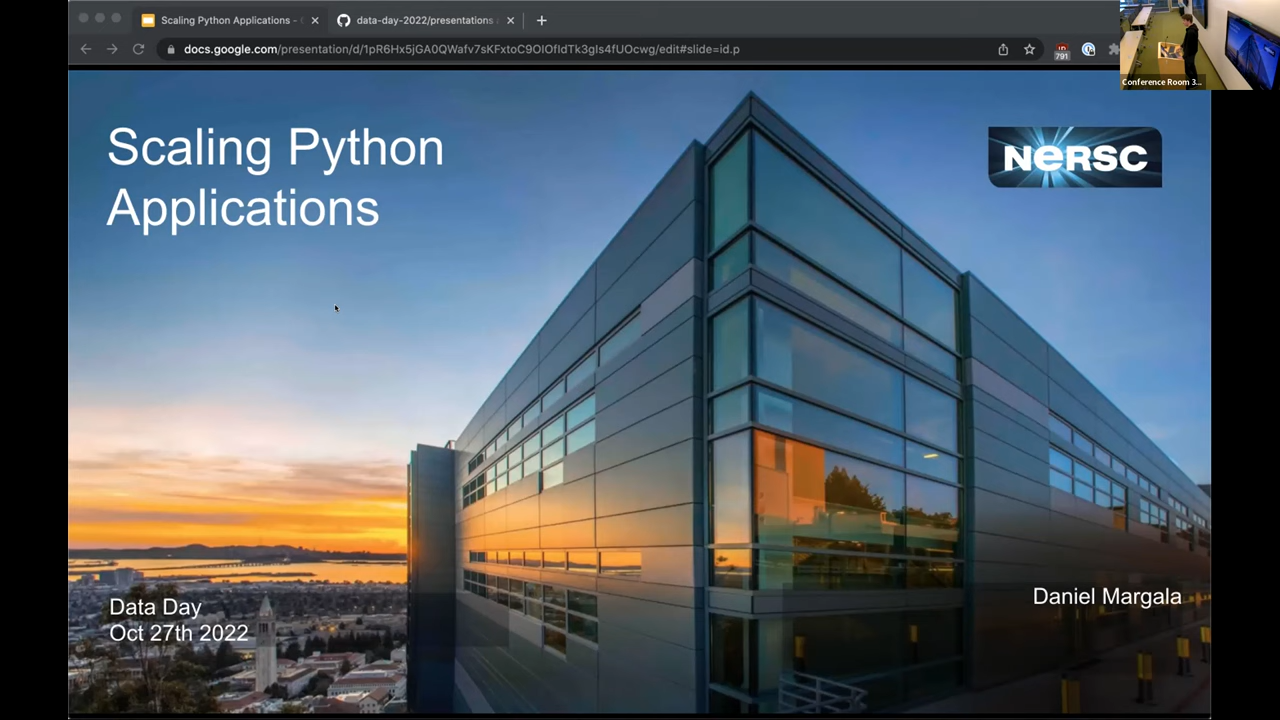 Scaling Python Applications -
data-day-2022/presentations
docs.google.com/presentation/d/1pR6Hx5jGA0QWafv7sKFxtoC9OIOfIdTk3gIs4fUOcwg/edit#slide=id.p
791
Conference Room 3...
Scaling Python
Applications
NERSC
Daniel Margala
Data Day
Oct 27th 2022